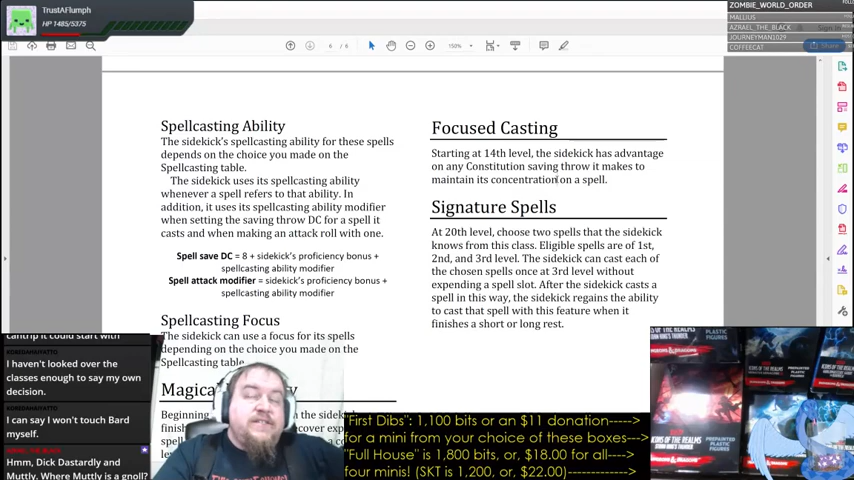 TrustAFlumph
HP 1485/5375
ZOMBIE_WORLD_ORDER
MALLIUS
AZRAEL_THE_BLACK
JOURNEYMAN1029
COFFEECAT
Share
6 / 6
150%
Spellcasting Ability
The sidekick's spellcasting ability for these spells
depends on the choice you made on the
Spellcasting table.
The sidekick uses its spellcasting ability
whenever a spell refers to that ability. In
addition, it uses its spellcasting ability modifier
when setting the saving throw DC for a spell it
casts and when making an attack roll with one.
Spell save DC = 8 + sidekick's proficiency bonus +
spellcasting ability modifier
Spell attack modifier = sidekick's proficiency bonus +
spellcasting ability modifier
Spellcasting Focus
The sidekick can use a focus for its spells
depending on the choice you made on the
Spellcasting table.
Magical
Beginning
finish
spell
Focused Casting
Starting at 14th level, the sidekick has advantage
on any Constitution saving throw it makes to
maintain its concentration on a spell.
Signature Spells
At 20th level, choose two spells that the sidekick
knows from this class. Eligible spells are of 1st,
2nd, and 3rd level. The sidekick can cast each of
the chosen spells once at 3rd level without
expending a spell slot. After the sidekick casts a
spell in this way, the sidekick regains the ability
to cast that spell with this feature when it
finishes a short or long rest.
cantrip it could start with
I haven't looked over the
classes enough to say my own
decision.
I can say I won't touch Bard
myself.
Hmm, Dick Dastardly and
Muttly. Where Muttly is a gnoll?
"First Dibs": 1,100 bits or an $11 donation-----
for a mini from your choice of these boxes--->
"Full House" is 1,800 bits, or $18.00 for all---->
four minis! (SKT is 1,200, or, $22.00)------------->